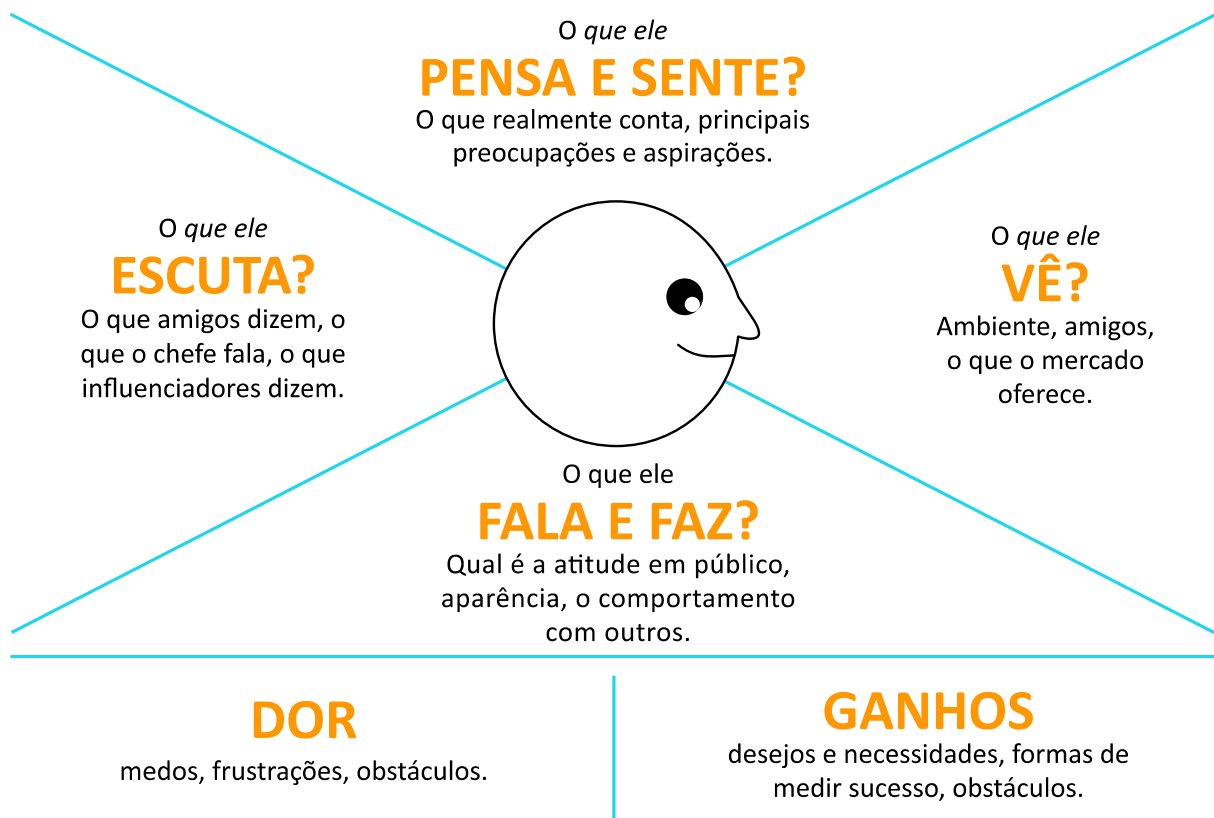 O que ele
PENSA E SENTE?
O que realmente conta, principais
preocupações e aspirações.
O que ele
ESCUTA?
O que amigos dizem, o
que o chefe fala, o que
influenciadores dizem.
O que ele
VÊ?
Ambiente, amigos,
o que o mercado
oferece.
O que ele
FALA E FAZ?
Qual é a atitude em público,
aparência, o comportamento
com outros.
DOR
medos, frustrações, obstáculos.
GANHOS
desejos e necessidades, formas de
medir sucesso, obstáculos.